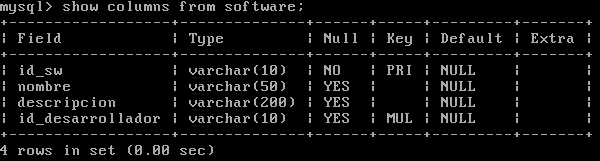 mysql> show columns from software;
+------------------+--------------+------+-----+---------+-------+
| Field            | Type         | Null | Key | Default | Extra |
+------------------+--------------+------+-----+---------+-------+
| id_sw            | varchar(10)  | NO   | PRI | NULL    |       |
| nombre           | varchar(50)  | YES  |     | NULL    |       |
| descripcion      | varchar(200) | YES  |     | NULL    |       |
| id_desarrollador | varchar(10)  | YES  | MUL | NULL    |       |
+------------------+--------------+------+-----+---------+-------+
4 rows in set (0.00 sec)